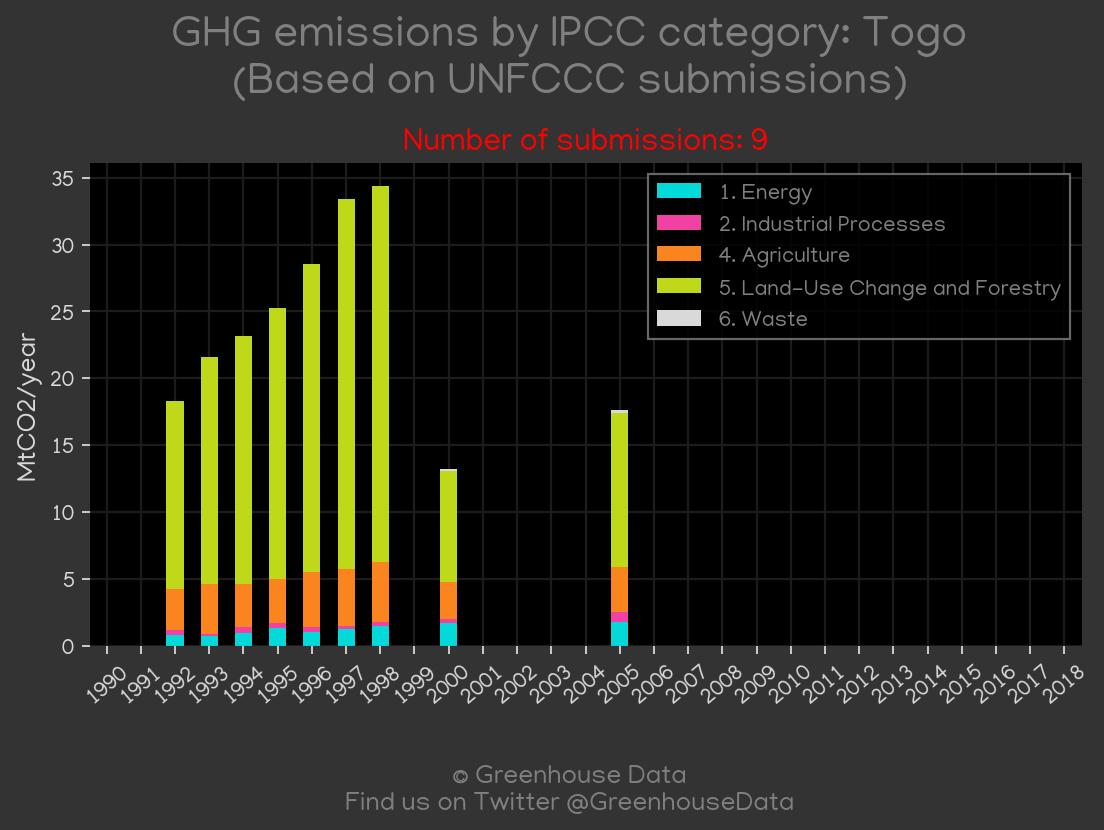 GHG emissions by IPCC category: Togo
(Based on UNFCCC submissions)
Number of submissions: 9
35
30
25
20
15
10
5
0
MtCO2/year
1. Energy
2. Industrial Processes
4. Agriculture
5. Land-Use Change and Forestry
6. Waste
1990 1991 1992 1993 1994 1995 1996 1997 1998 1999 2000 2001 2002 2003 2004 2005 2006 2007 2008 2009 2010 2011 2012 2013 2014 2015 2016 2017 2018
© Greenhouse Data
Find us on Twitter @GreenhouseData